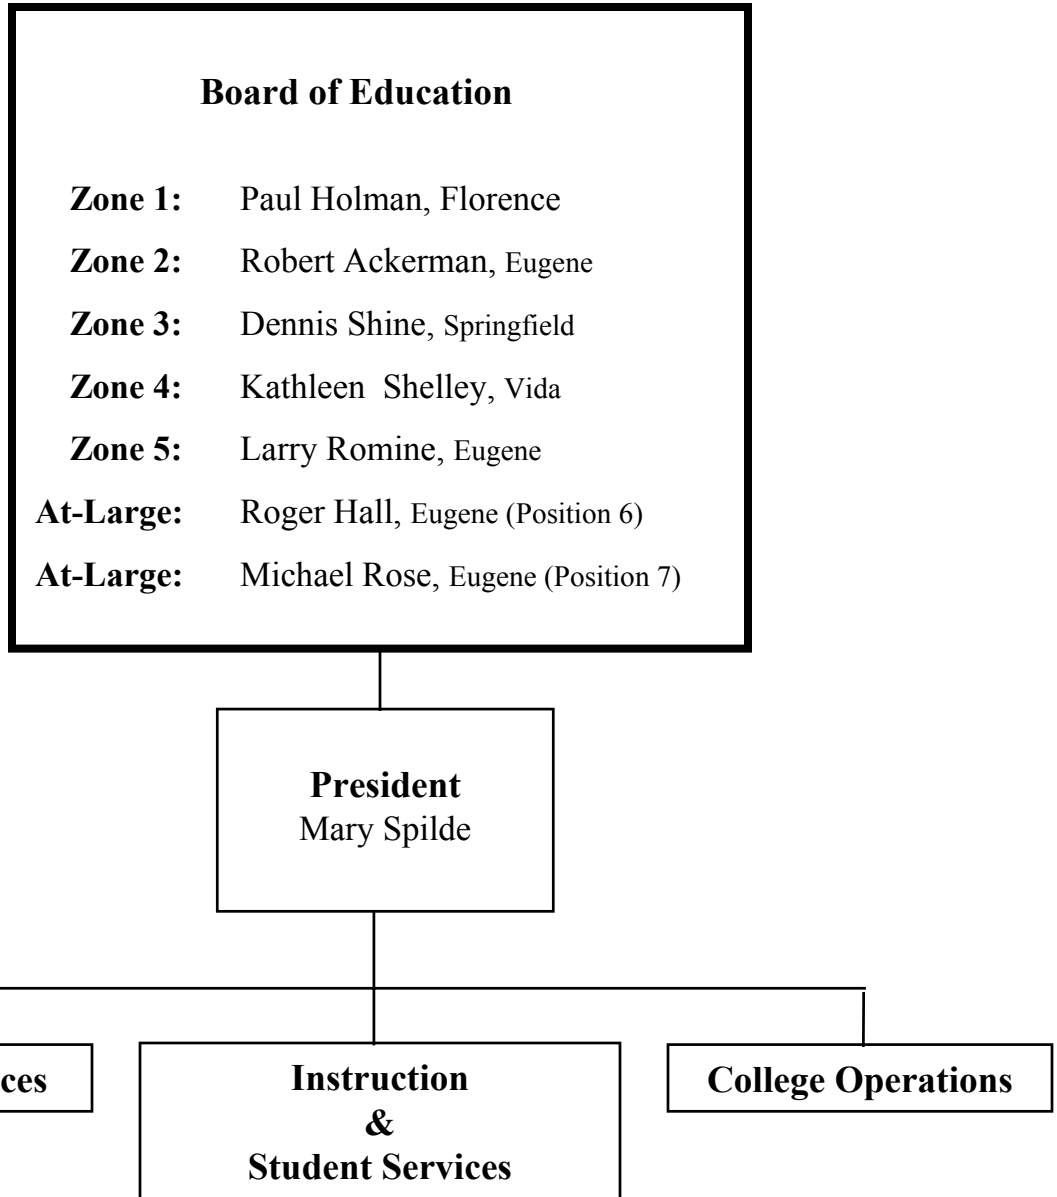 Board of Education
Zone 1: Paul Holman, Florence
Zone 2: Robert Ackerman, Eugene
Zone 3: Dennis Shine, Springfield
Zone 4: Kathleen Shelley, Vida
Zone 5: Larry Romine, Eugene
At-Large: Roger Hall, Eugene (Position 6)
At-Large: Michael Rose, Eugene (Position 7)
President
Mary Spilde
Instruction
&
Student Services
College Operations